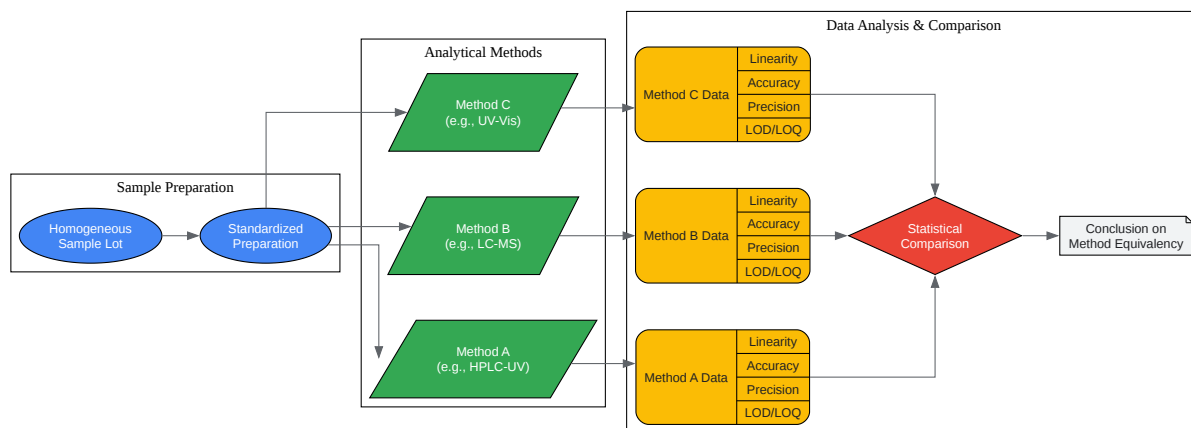 Sample Preparation
Homogeneous
Sample Lot
Standardized
Preparation
Analytical Methods
Method C
(e.g., UV-Vis)
Method B
(e.g., LC-MS)
Method A
(e.g., HPLC-UV)
Data Analysis & Comparison
Method C Data
Linearity
Accuracy
Precision
LOD/LOQ
Method B Data
Linearity
Accuracy
Precision
LOD/LOQ
Method A Data
Linearity
Accuracy
Precision
LOD/LOQ
Statistical
Comparison
Conclusion on
Method Equivalency